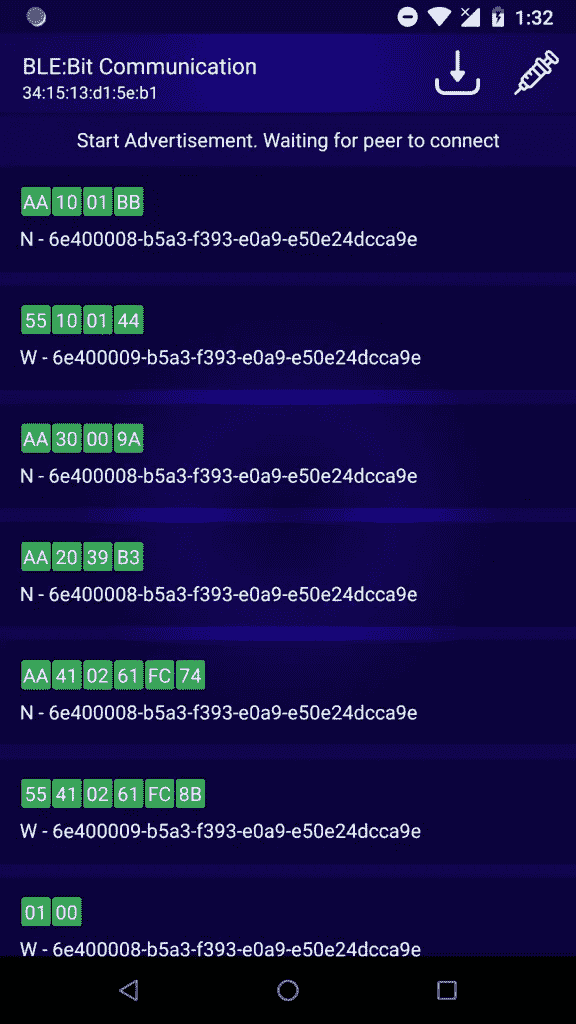 1:32
BLE:Bit Communication
34:15:13:d1:5e:b1
Start Advertisement. Waiting for peer to connect
AA 10 01 BB
N - 6e400008-b5a3-f393-e0a9-e50e24dcca9e
55 10 01 44
W - 6e400009-b5a3-f393-e0a9-e50e24dcca9e
AA 30 00 9A
N - 6e400008-b5a3-f393-e0a9-e50e24dcca9e
AA 20 39 B3
N - 6e400008-b5a3-f393-e0a9-e50e24dcca9e
AA 41 02 61 FC 74
N - 6e400008-b5a3-f393-e0a9-e50e24dcca9e
55 41 02 61 FC 8B
W - 6e400009-b5a3-f393-e0a9-e50e24dcca9e
01 00
W - 6e400008-b5a3-f393-e0a9-e50e24dcca9e